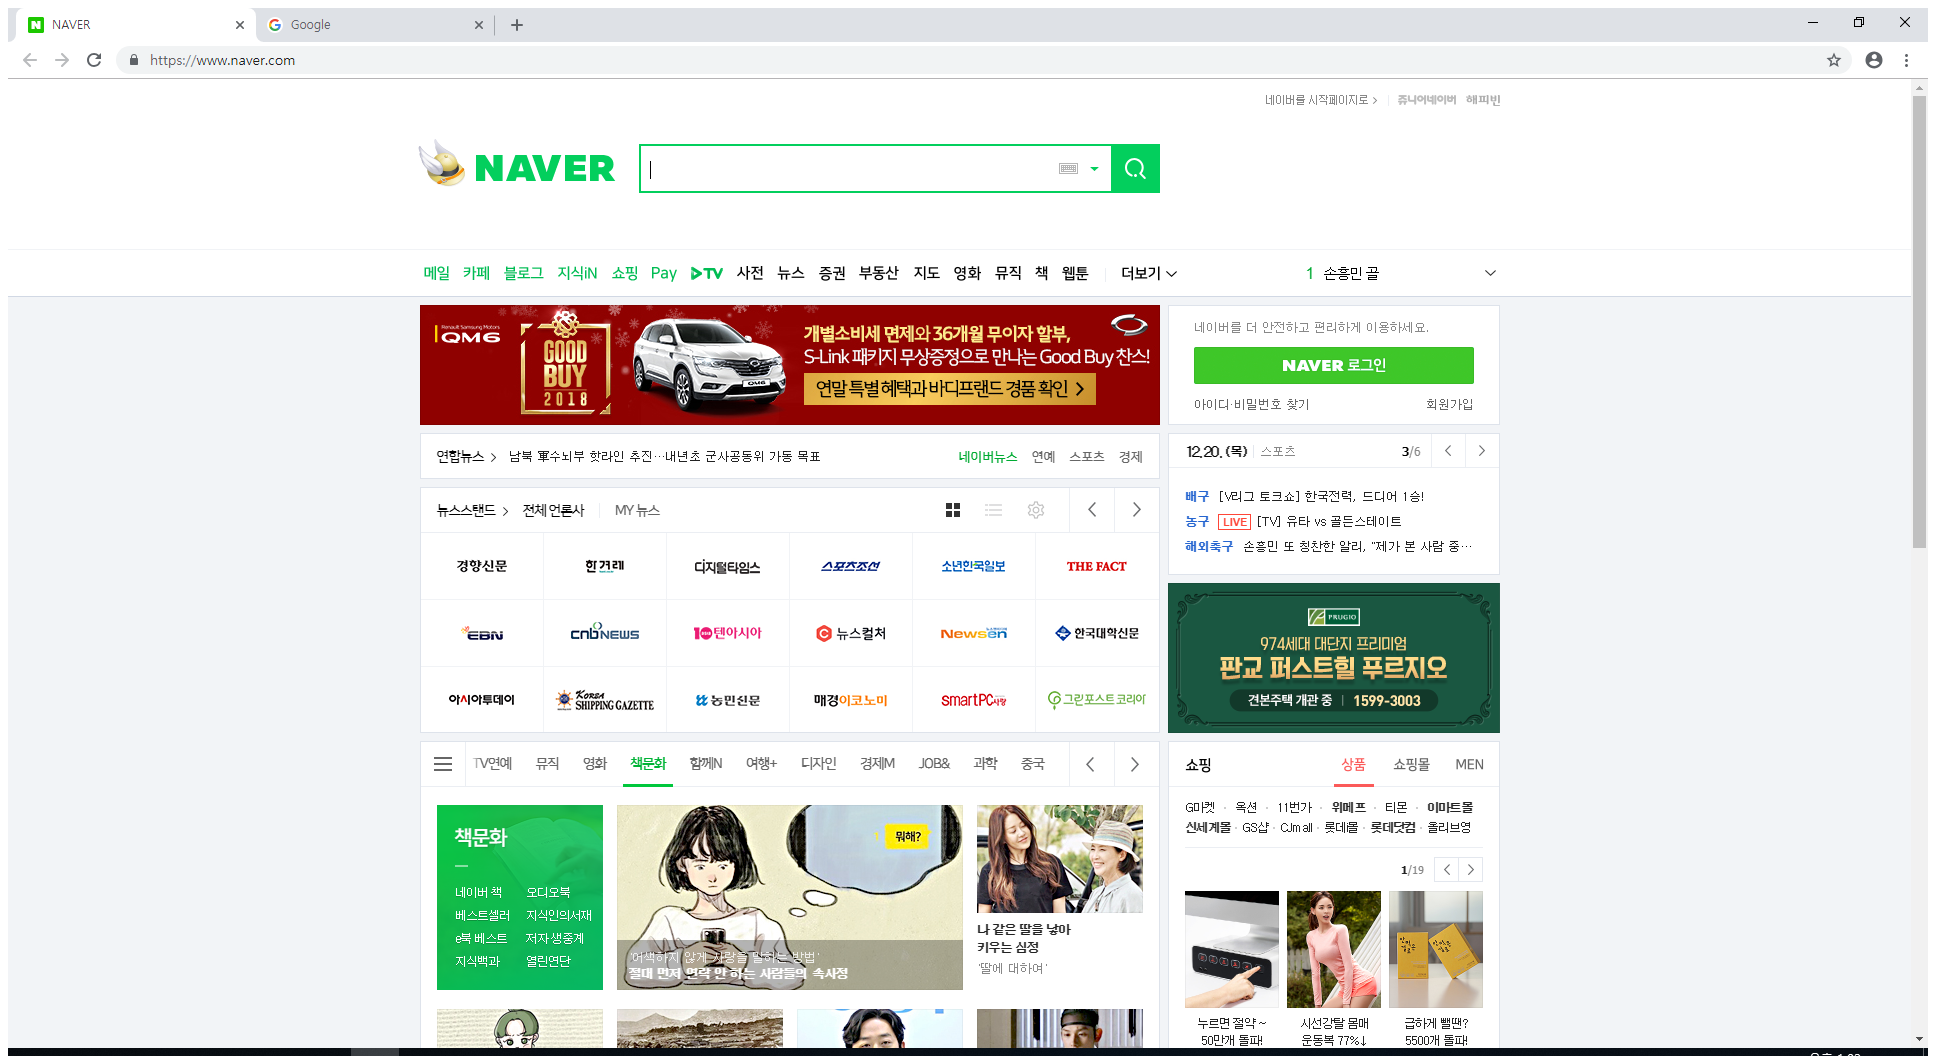 NAVER
Google
https://www.naver.com
네이버를 시작페이지로
쥬니어네이버 해피빈
NAVER
메일 카페 블로그 지식iN 쇼핑 Pay TV 사전 뉴스 증권 부동산 지도 영화 뮤직 책 웹툰 더보기
1 손흥민 골
Renault Samsung Motors
QM6
GOOD
BUY
2018
QM6
개별소비세 면제와 36개월 무이자 할부,
S-Link 패키지 무상증정으로 만나는 Good Buy 찬스!
연말 특별 혜택과 바디프랜드 경품 확인 >
네이버를 더 안전하고 편리하게 이용하세요.
NAVER 로그인
아이디·비밀번호 찾기 회원가입
연합뉴스 > 남북 軍수뇌부 핫라인 추진…내년초 군사공동위 가동 목표
네이버뉴스 연예 스포츠 경제
12.20. (목) 스포츠 3/6
배구 [V리그 토크쇼] 한국전력, 드디어 1승!
농구 LIVE [TV] 유타 vs 골든스테이트
해외축구 손흥민 또 칭찬한 알리, "제가 본 사람 중…
뉴스스탠드 > 전체 언론사 MY 뉴스
경향신문 한겨레 디지털타임스 스포츠조선 소년한국일보 THE FACT
EBN CNB NEWS 10 ASIA 텐아시아 뉴스컬처 Newsen 한국대학신문
아시아투데이 KOREA SHIPPING GAZETTE 농민신문 매경이코노미 smartPC사랑 그린포스트코리아
PRUGIO
974세대 대단지 프리미엄
판교 퍼스트힐 푸르지오
견본주택 개관 중 1599-3003
TV연예 뮤직 영화 책문화 함께N 여행+ 디자인 경제M JOB& 과학 중국
책문화
네이버 책 오디오북
베스트셀러 지식인의서재
e북 베스트 저자 생중계
지식백과 열린연단
뭐해?
'어색하지 않게 사랑을 말하는 방법'
절대 먼저 연락 안 하는 사람들의 속사정
나 같은 딸을 낳아
키우는 심정
'딸에 대하여'
쇼핑 상품 쇼핑몰 MEN
G마켓 · 옥션 · 11번가 · 위메프 · 티몬 · 이마트몰
신세계몰 · GS샵 · CJmall · 롯데몰 · 롯데닷컴 · 올리브영
1/19
누르면 절약~
50만개 돌파!
시선강탈 몸매
운동복 77%↓
급하게 뺄땐?
5500개 돌파!